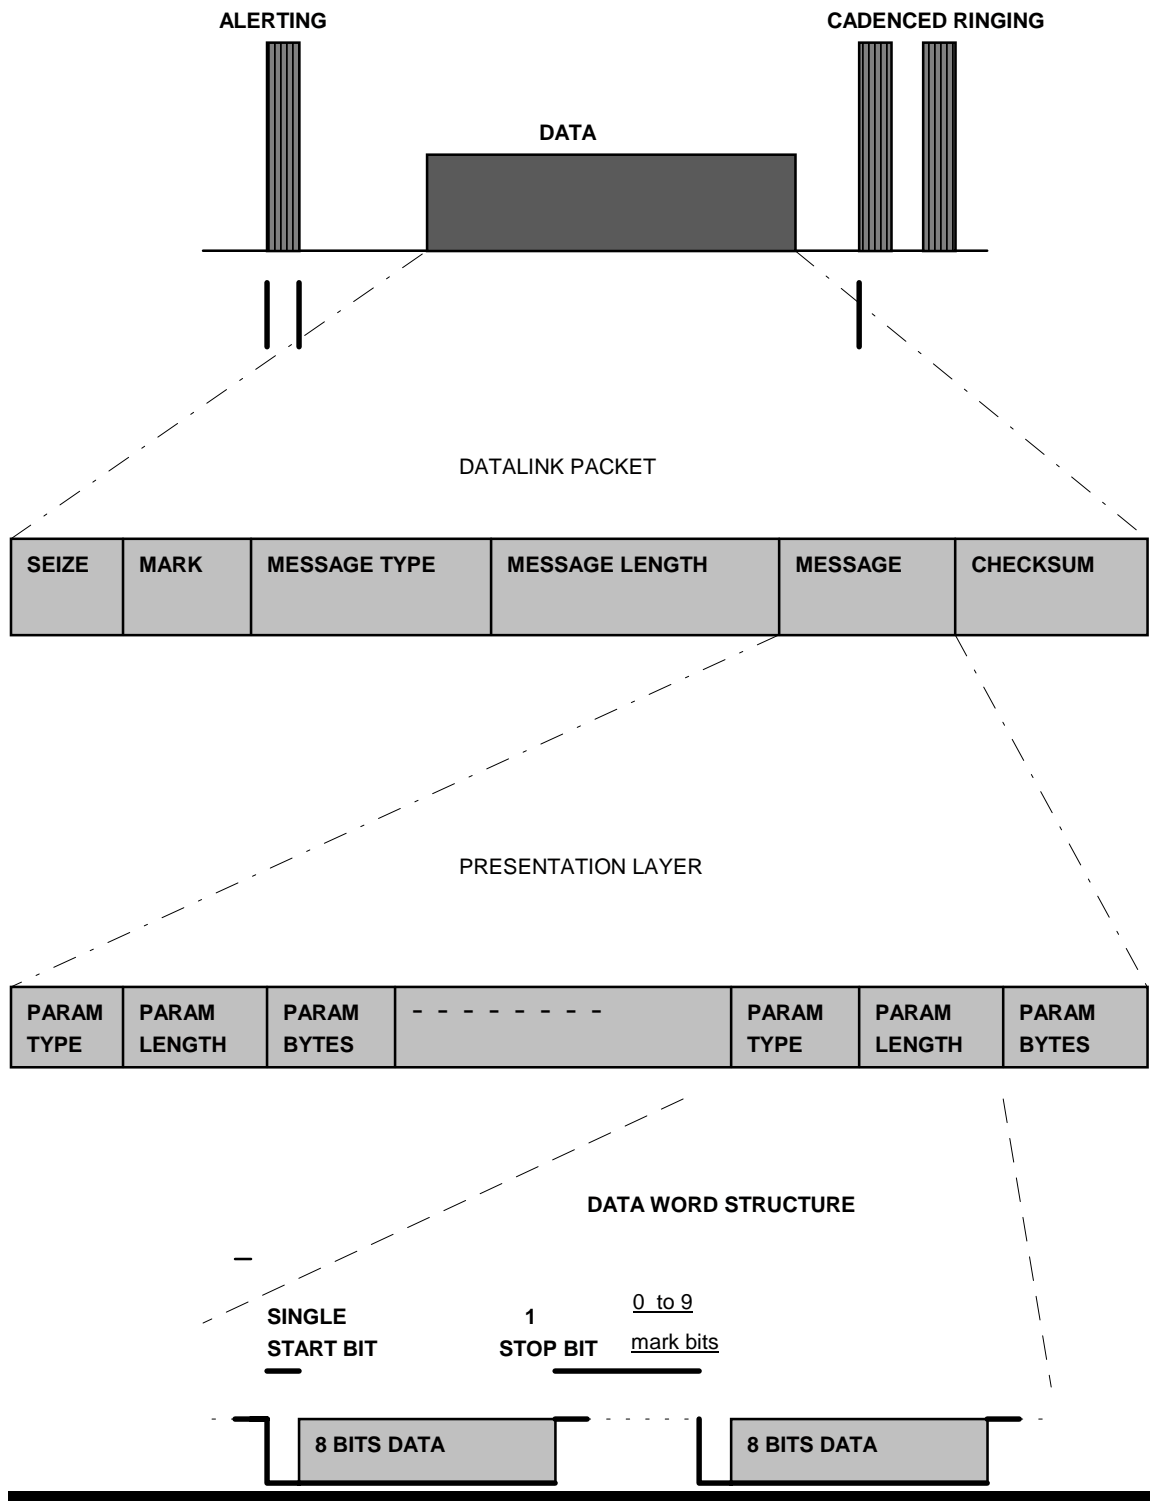 ALERTING
CADENCED RINGING
DATA
DATALINK PACKET
SEIZE
MARK
MESSAGE TYPE
MESSAGE LENGTH
MESSAGE
CHECKSUM
PRESENTATION LAYER
PARAM
TYPE
PARAM
LENGTH
PARAM
BYTES
- - - - - - - -
PARAM
TYPE
PARAM
LENGTH
PARAM
BYTES
DATA WORD STRUCTURE
SINGLE
START BIT
1
STOP BIT
0 to 9
mark bits
8 BITS DATA
8 BITS DATA